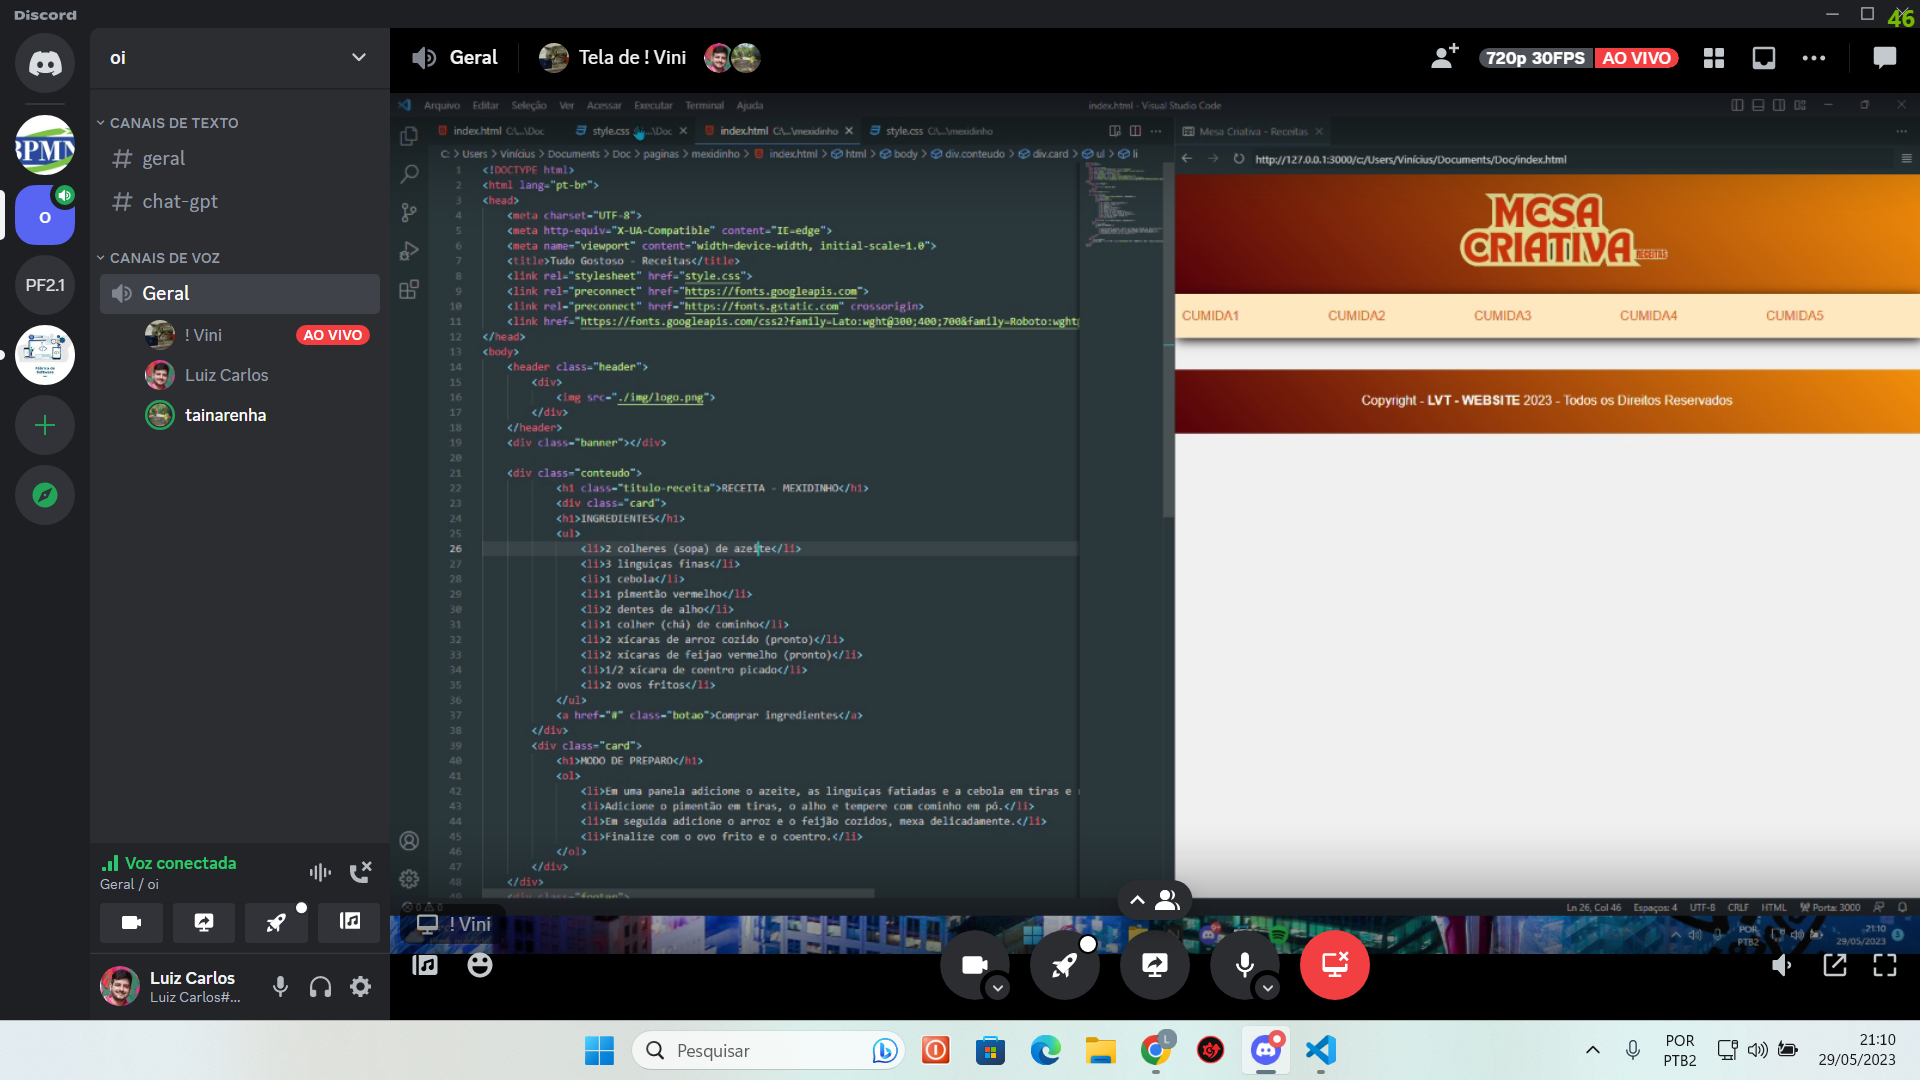 Discord
46
oi
CANAIS DE TEXTO
geral
chat-gpt
CANAIS DE VOZ
Geral
! Vini
AO VIVO
Luiz Carlos
tainarenha
BPMN
O
PF2.1
Voz conectada
Geral / oi
Luiz Carlos
Luiz Carlos#...
Geral
Tela de ! Vini
720p 30FPS
AO VIVO
Arquivo Editar Seleção Ver Acessar Executar Terminal Ajuda
index.html - Visual Studio Code
index.html C:\...\Doc
style.css ...\Doc
index.html C:\...\mexidinho
style.css C:\...\mexidinho
C: > Users > Vinícius > Documents > Doc > paginas > mexidinho > index.html > html > body > div.conteudo > div.card > ul > li
1 <!DOCTYPE html>
2 <html lang="pt-br">
3 <head>
4 <meta charset="UTF-8">
5 <meta http-equiv="X-UA-Compatible" content="IE=edge">
6 <meta name="viewport" content="width=device-width, initial-scale=1.0">
7 <title>Tudo Gostoso - Receitas</title>
8 <link rel="stylesheet" href="style.css">
9 <link rel="preconnect" href="https://fonts.googleapis.com">
10 <link rel="preconnect" href="https://fonts.gstatic.com" crossorigin>
11 <link href="https://fonts.googleapis.com/css2?family=Lato:wght@300;400;700&family=Roboto:wght
12 </head>
13 <body>
14 <header class="header">
15 <div>
16 <img src="./img/logo.png">
17 </div>
18 </header>
19 <div class="banner"></div>
20
21 <div class="conteudo">
22 <h1 class="titulo-receita">RECEITA - MEXIDINHO</h1>
23 <div class="card">
24 <h1>INGREDIENTES</h1>
25 <ul>
26 <li>2 colheres (sopa) de azeite</li>
27 <li>3 linguiças finas</li>
28 <li>1 cebola</li>
29 <li>1 pimentão vermelho</li>
30 <li>2 dentes de alho</li>
31 <li>1 colher (chá) de cominho</li>
32 <li>2 xícaras de arroz cozido (pronto)</li>
33 <li>2 xícaras de feijao vermelho (pronto)</li>
34 <li>1/2 xícara de coentro picado</li>
35 <li>2 ovos fritos</li>
36 </ul>
37 <a href="#" class="botao">Comprar ingredientes</a>
38 </div>
39 <div class="card">
40 <h1>MODO DE PREPARO</h1>
41 <ol>
42 <li>Em uma panela adicione o azeite, as linguiças fatiadas e a cebola em tiras e
43 <li>Adicione o pimentão em tiras, o alho e tempere com cominho em pó.</li>
44 <li>Em seguida adicione o arroz e o feijão cozidos, mexa delicadamente.</li>
45 <li>Finalize com o ovo frito e o coentro.</li>
46 </ol>
47 </div>
48 </div>
49 <div class="footer">
Mesa Criativa - Receitas
http://127.0.0.1:3000/c:/Users/Vinícius/Documents/Doc/index.html
MESA
CRIATIVA
RECEITAS
CUMIDA1 CUMIDA2 CUMIDA3 CUMIDA4 CUMIDA5
Copyright - LVT - WEBSITE 2023 - Todos os Direitos Reservados
Ln 26, Col 46 Espaços: 4 UTF-8 CRLF HTML Porta: 3000
! Vini
POR
PTB2
21:10
29/05/2023
Pesquisar
L
POR
PTB2
21:10
29/05/2023